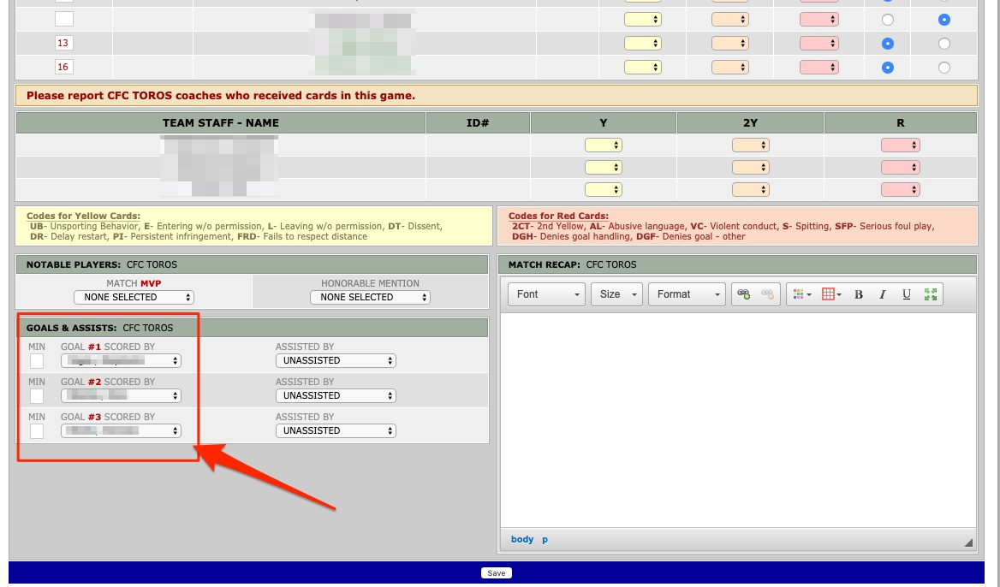 13
16
Please report CFC TOROS coaches who received cards in this game.
TEAM STAFF - NAME ID# Y 2Y R
Codes for Yellow Cards:
UB- Unsporting Behavior, E- Entering w/o permission, L- Leaving w/o permission, DT- Dissent,
DR- Delay restart, PI- Persistent infringement, FRD- Fails to respect distance
Codes for Red Cards:
2CT- 2nd Yellow, AL- Abusive language, VC- Violent conduct, S- Spitting, SFP- Serious foul play,
DGH- Denies goal handling, DGF- Denies goal - other
NOTABLE PLAYERS: CFC TOROS
MATCH MVP HONORABLE MENTION
NONE SELECTED NONE SELECTED
GOALS & ASSISTS: CFC TOROS
MIN GOAL #1 SCORED BY ASSISTED BY
UNASSISTED
MIN GOAL #2 SCORED BY ASSISTED BY
UNASSISTED
MIN GOAL #3 SCORED BY ASSISTED BY
UNASSISTED
MATCH RECAP: CFC TOROS
Font Size Format B I U
body p
Save